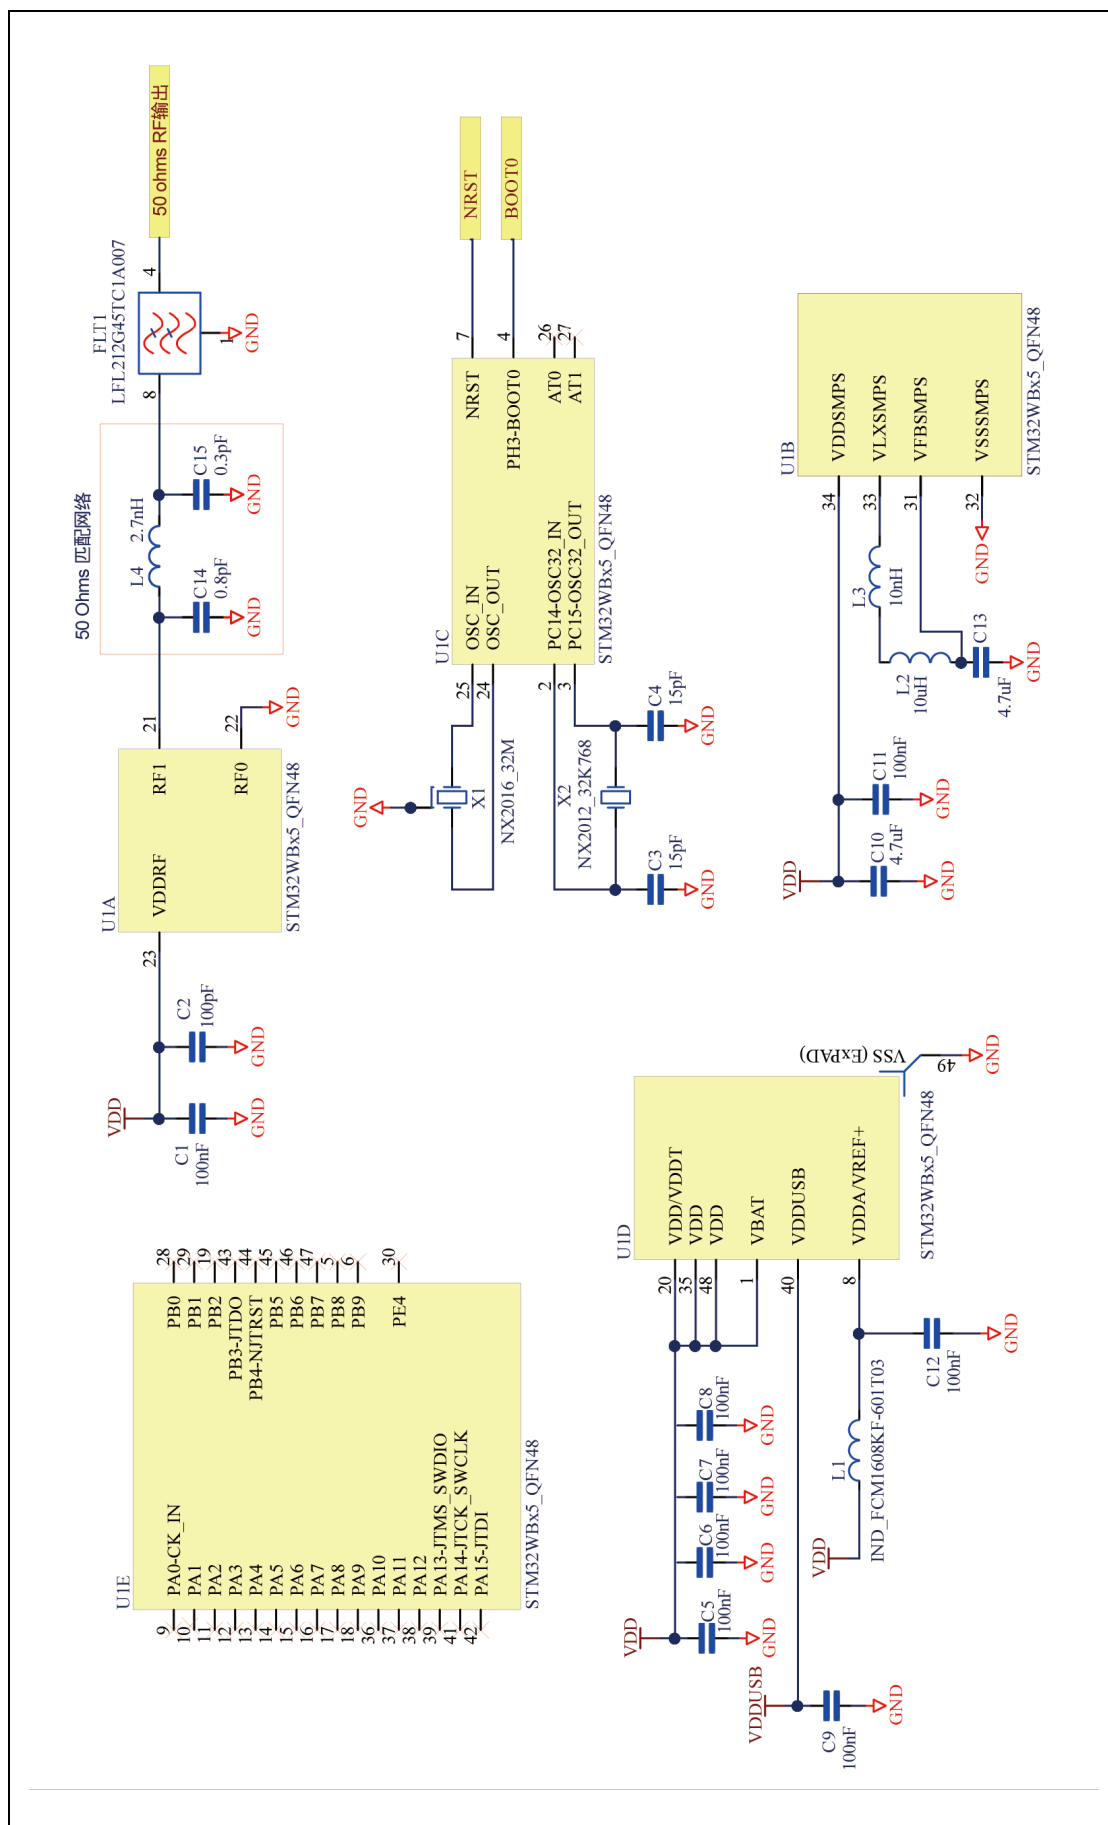 50 ohms RF输出
FLT1
LFL212G45TC1A007
4
8
1
GND
50 Ohms 匹配网络
L4
2.7nH
C15
0.3pF
GND
C14
0.8pF
GND
21
22
GND
RF1
RF0
VDDRF
U1A
STM32WBx5_QFN48
23
C2
100pF
GND
VDD
C1
100nF
GND
NRST
BOOT0
7
4
26
27
NRST
PH3-BOOT0
AT0
AT1
OSC_IN
OSC_OUT
PC14-OSC32_IN
PC15-OSC32_OUT
U1C
STM32WBx5_QFN48
25
24
2
3
GND
X1
NX2016_32M
X2
NX2012_32K768
C4
15pF
GND
C3
15pF
GND
U1B
STM32WBx5_QFN48
VDDSMPS
VLXSMPS
VFBSMPS
VSSSMPS
34
33
31
32
GND
L3
10nH
L2
10uH
C13
4.7uF
GND
C11
100nF
GND
VDD
C10
4.7uF
GND
U1E
STM32WBx5_QFN48
PA0-CK_IN
PA1
PA2
PA3
PA4
PA5
PA6
PA7
PA8
PA9
PA10
PA11
PA12
PA13-JTMS_SWDIO
PA14-JTCK_SWCLK
PA15-JTDI
9
10
11
12
13
14
15
16
17
18
36
37
38
39
41
42
PB0
PB1
PB2
PB3-JTDO
PB4-NJTRST
PB5
PB6
PB7
PB8
PB9
PE4
28
29
19
43
44
45
46
47
5
6
30
U1D
STM32WBx5_QFN48
VDD/VDDT
VDD
VDD
VBAT
VDDUSB
VDDA/VREF+
VSS (ExPAD)
49
GND
20
35
48
1
40
8
C8
100nF
GND
C7
100nF
GND
C6
100nF
GND
C5
100nF
GND
VDD
VDDUSB
C9
100nF
GND
C12
100nF
GND
L1
IND_FCM1608KF-601T03
VDD